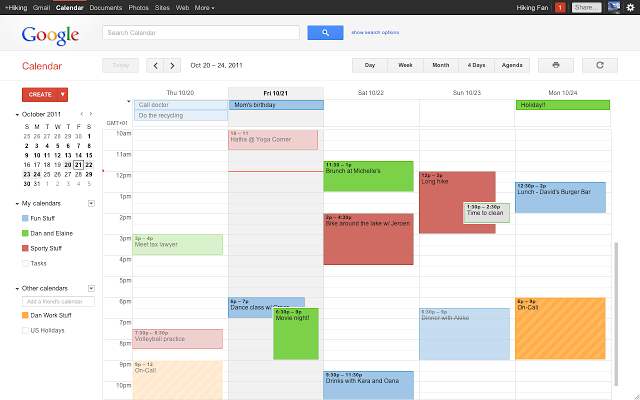 +Hiking Gmail Calendar Documents Photos Sites Web More
Hiking Fan 1 Share...
Google
Search Calendar
show search options
Calendar
Today
Oct 20 – 24, 2011
Day Week Month 4 Days Agenda
CREATE
October 2011
S M T W T F S
25 26 27 28 29 30 1
2 3 4 5 6 7 8
9 10 11 12 13 14 15
16 17 18 19 20 21 22
23 24 25 26 27 28 29
30 31 1 2 3 4 5
My calendars
Fun Stuff
Dan and Elaine
Sporty Stuff
Tasks
Other calendars
Add a friend's calendar
Dan Work Stuff
US Holidays
Thu 10/20 Fri 10/21 Sat 10/22 Sun 10/23 Mon 10/24
Call doctor
Mom's birthday
Holiday!!
Do the recycling
GMT+01
10am
11am
12pm
1pm
2pm
3pm
4pm
5pm
6pm
7pm
8pm
9pm
10pm
3p – 4p
Meet tax lawyer
7:30p – 8:30p
Volleyball practice
9p – 12
On-Call
10 – 11
Hatha @ Yoga Corner
6p – 7p
Dance class w/
6:30p – 9p
Movie night!
11:30 – 1p
Brunch at Michelle's
2p – 4:30p
Bike around the lake w/ Jeroen
9:30p – 11:30p
Drinks with Kara and Oana
12p – 3p
Long hike
1:30p – 2:30p
Time to clean
6:30p – 9p
Dinner with Akiko
12:30p – 2p
Lunch - David's Burger Bar
6p – 9p
On-Call